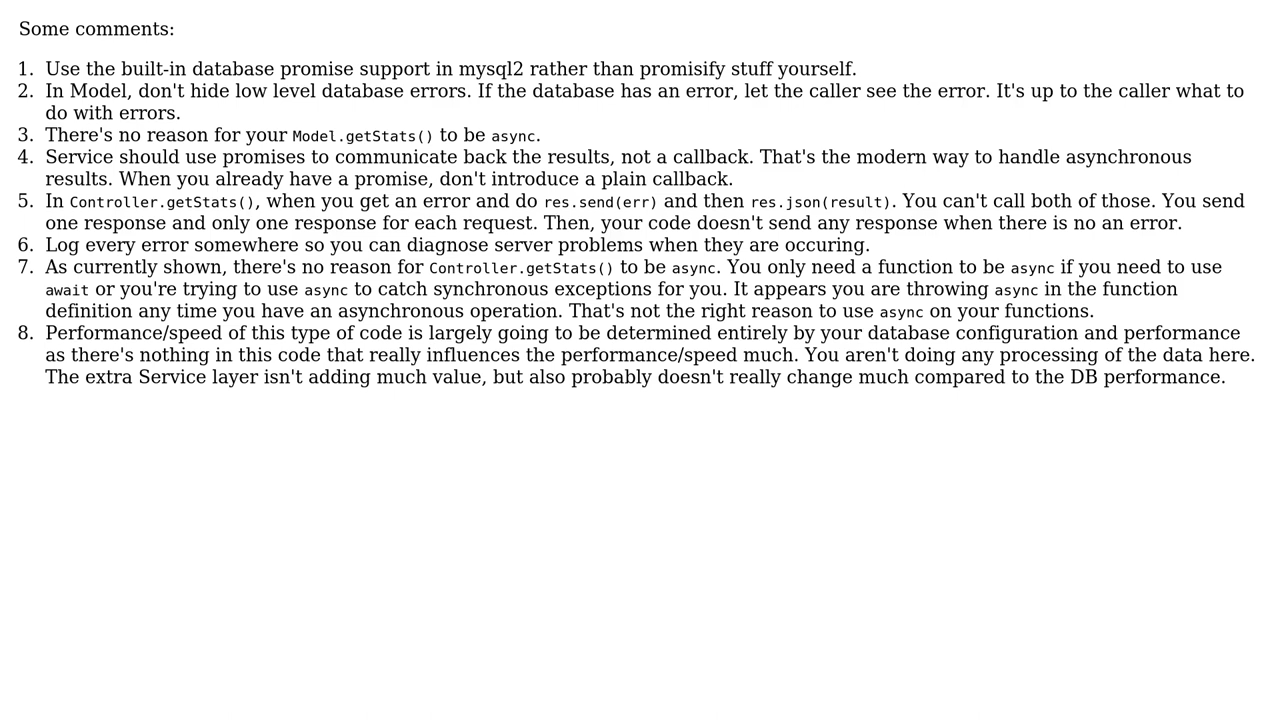 Some comments:
1. Use the built-in database promise support in mysql2 rather than promisify stuff yourself.
2. In Model, don't hide low level database errors. If the database has an error, let the caller see the error. It's up to the caller what to
do with errors.
3. There's no reason for your Model.getStats() to be async.
4. Service should use promises to communicate back the results, not a callback. That's the modern way to handle asynchronous
results. When you already have a promise, don't introduce a plain callback.
5. In Controller.getStats(), when you get an error and do res.send(err) and then res.json(result). You can't call both of those. You send
one response and only one response for each request. Then, your code doesn't send any response when there is no an error.
6. Log every error somewhere so you can diagnose server problems when they are occuring.
7. As currently shown, there's no reason for Controller.getStats() to be async. You only need a function to be async if you need to use
await or you're trying to use async to catch synchronous exceptions for you. It appears you are throwing async in the function
definition any time you have an asynchronous operation. That's not the right reason to use async on your functions.
8. Performance/speed of this type of code is largely going to be determined entirely by your database configuration and performance
as there's nothing in this code that really influences the performance/speed much. You aren't doing any processing of the data here.
The extra Service layer isn't adding much value, but also probably doesn't really change much compared to the DB performance.